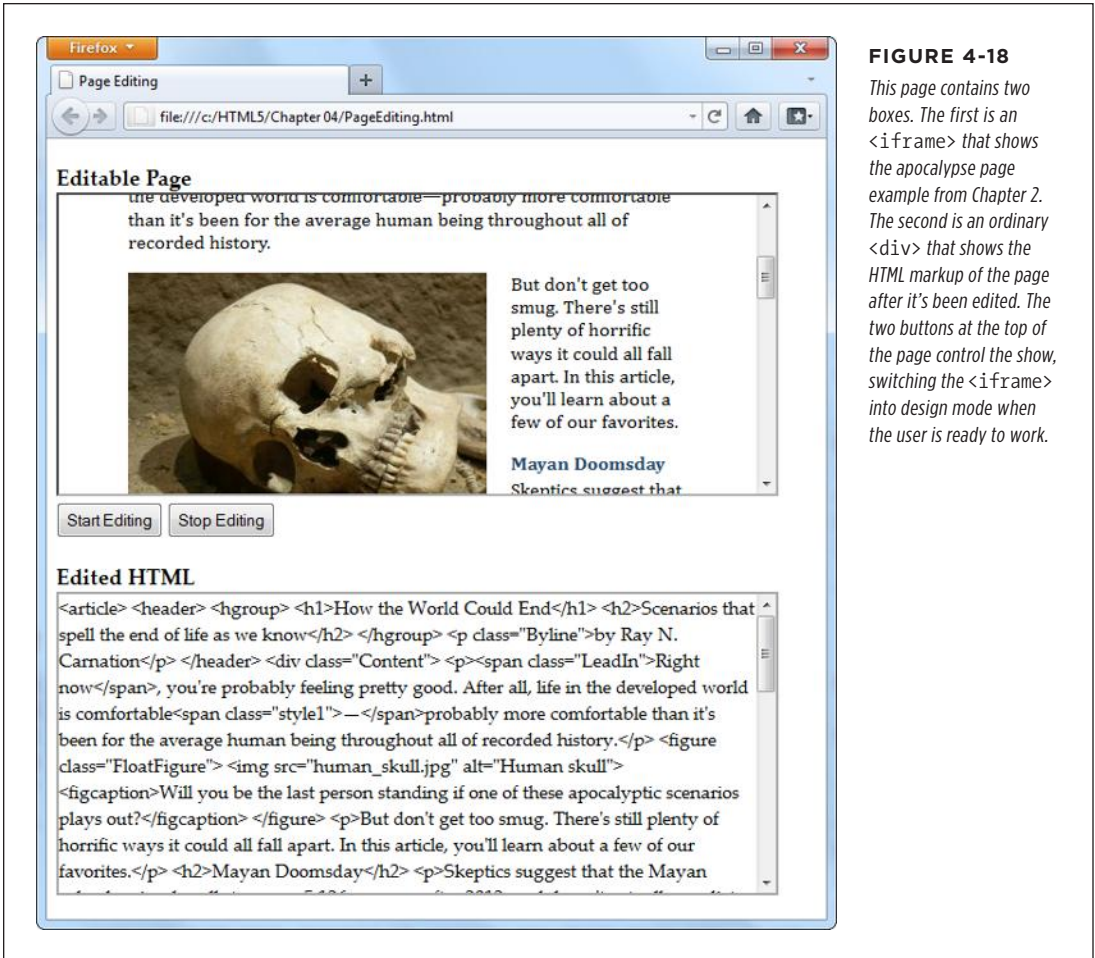 Firefox
Page Editing
file:///c:/HTML5/Chapter 04/PageEditing.html
Editable Page
the developed world is comfortable—probably more comfortable
than it's been for the average human being throughout all of
recorded history.
But don't get too
smug. There's still
plenty of horrific
ways it could all fall
apart. In this article,
you'll learn about a
few of our favorites.
Mayan Doomsday
Skeptics suggest that
Start Editing Stop Editing
Edited HTML
<article> <header> <hgroup> <h1>How the World Could End</h1> <h2>Scenarios that
spell the end of life as we know</h2> </hgroup> <p class="Byline">by Ray N.
Carnation</p> </header> <div class="Content"> <p><span class="LeadIn">Right
now</span>, you're probably feeling pretty good. After all, life in the developed world
is comfortable<span class="style1">—</span>probably more comfortable than it's
been for the average human being throughout all of recorded history.</p> <figure
class="FloatFigure"> <img src="human_skull.jpg" alt="Human skull">
<figcaption>Will you be the last person standing if one of these apocalyptic scenarios
plays out?</figcaption> </figure> <p>But don't get too smug. There's still plenty of
horrific ways it could all fall apart. In this article, you'll learn about a few of our
favorites.</p> <h2>Mayan Doomsday</h2> <p>Skeptics suggest that the Mayan
FIGURE 4-18
This page contains two
boxes. The first is an
<iframe> that shows
the apocalypse page
example from Chapter 2.
The second is an ordinary
<div> that shows the
HTML markup of the page
after it's been edited. The
two buttons at the top of
the page control the show,
switching the <iframe>
into design mode when
the user is ready to work.